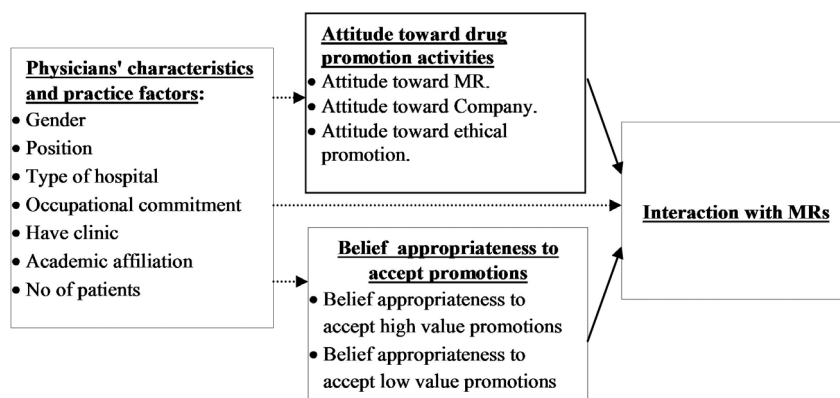 Physicians' characteristics
and practice factors:
• Gender
• Position
• Type of hospital
• Occupational commitment
• Have clinic
• Academic affiliation
• No of patients
Attitude toward drug
promotion activities
• Attitude toward MR.
• Attitude toward Company.
• Attitude toward ethical
promotion.
Belief appropriateness to
accept promotions
• Belief appropriateness to
accept high value promotions
• Belief appropriateness to
accept low value promotions
Interaction with MRs